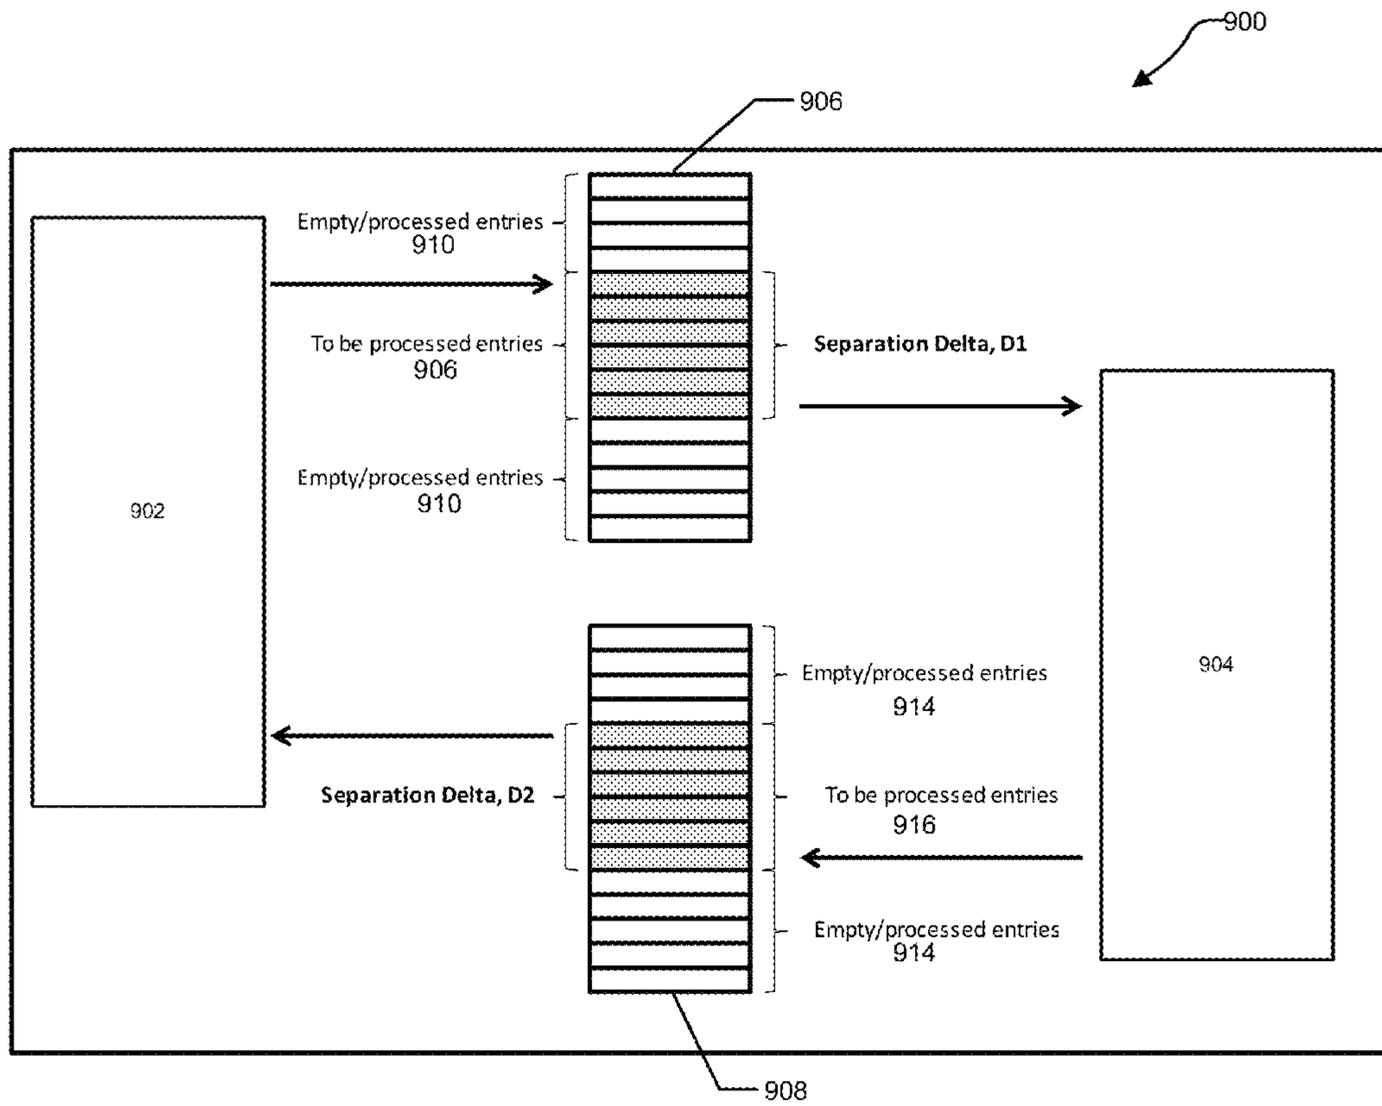 900
906
Empty/processed entries
910
To be processed entries
906
Separation Delta, D1
Empty/processed entries
910
902
904
Empty/processed entries
914
Separation Delta, D2
To be processed entries
916
Empty/processed entries
914
908